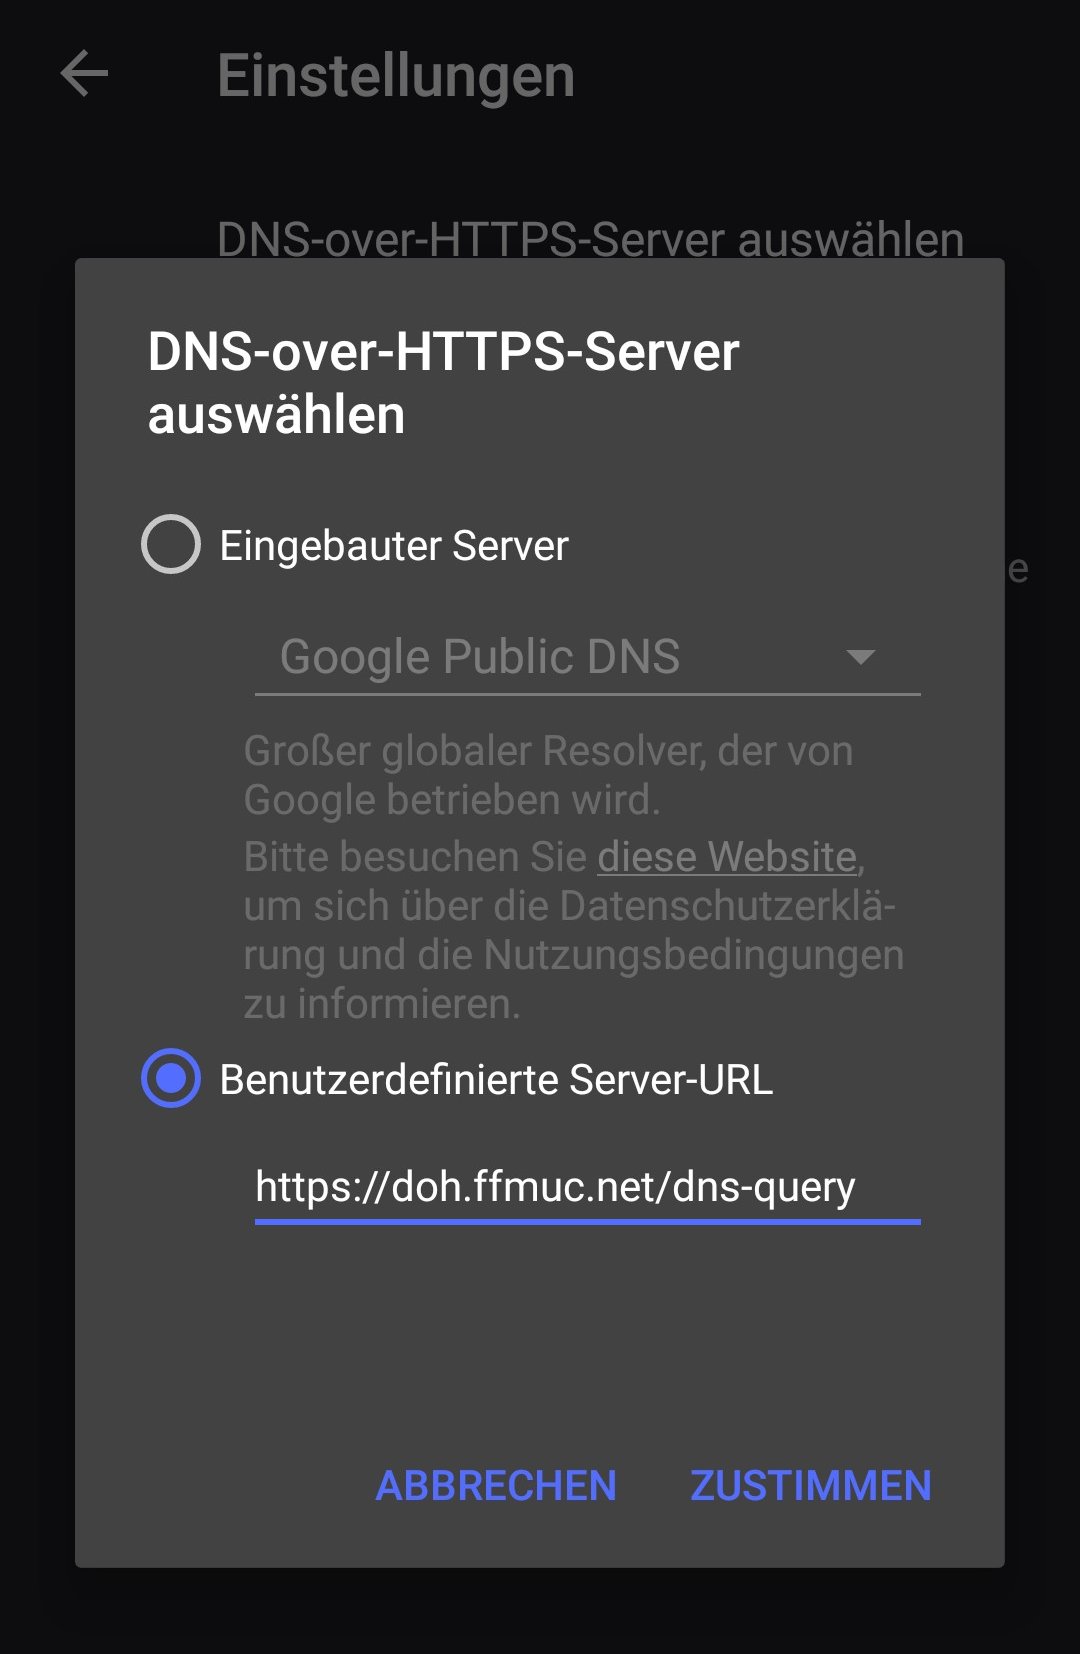 Einstellungen
DNS-over-HTTPS-Server auswählen
DNS-over-HTTPS-Server
auswählen
Eingebauter Server
e
Google Public DNS
Großer globaler Resolver, der von
Google betrieben wird.
Bitte besuchen Sie diese Website,
um sich über die Datenschutzerklä-
rung und die Nutzungsbedingungen
zu informieren.
Benutzerdefinierte Server-URL
https://doh.ffmuc.net/dns-query
ABBRECHEN ZUSTIMMEN